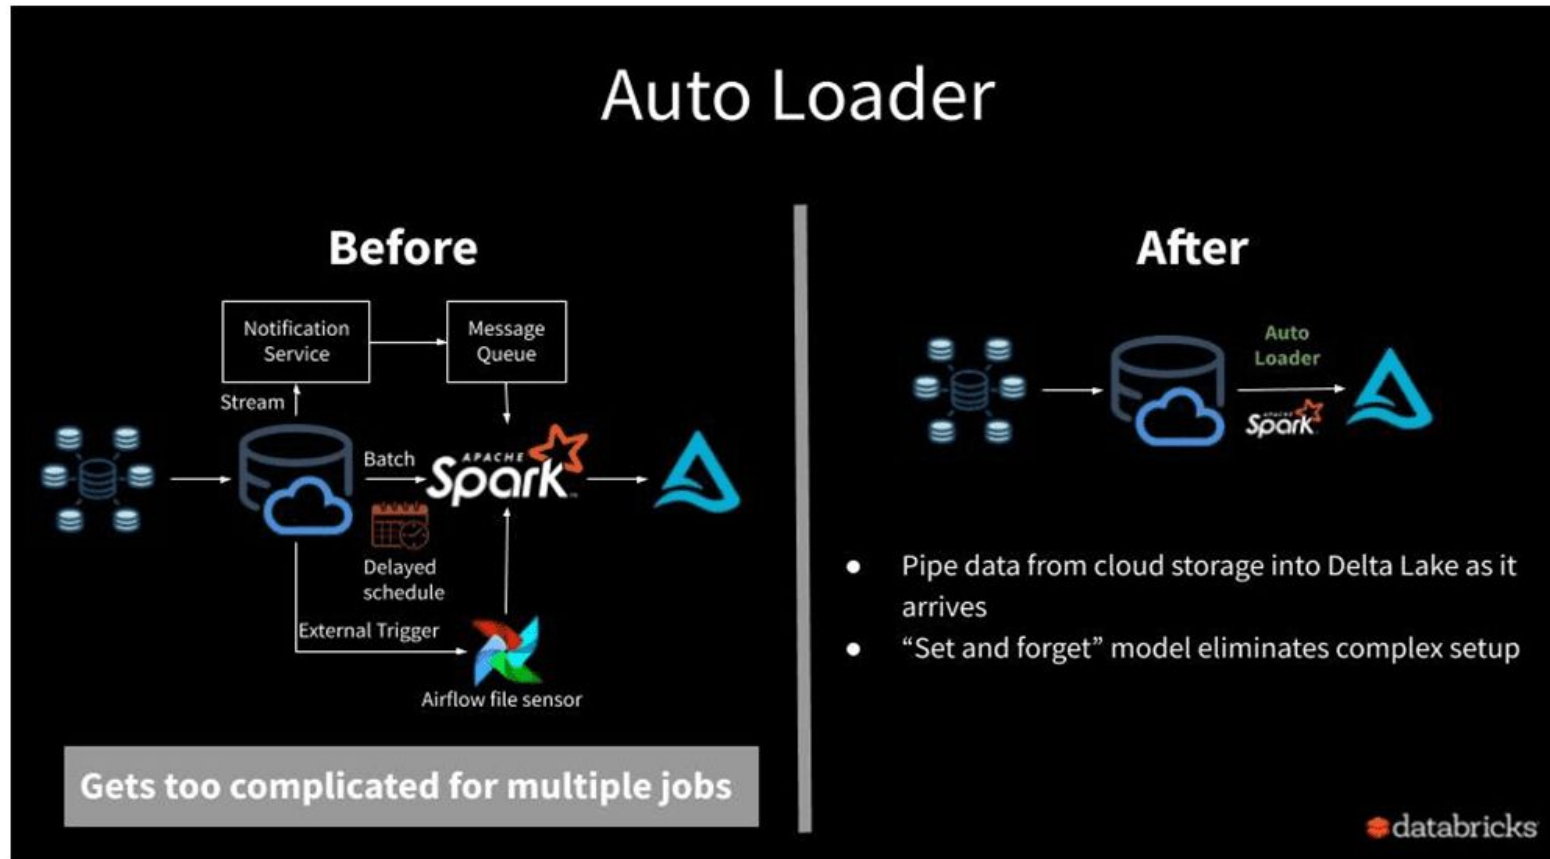 Auto Loader
Before
Notification
Service
Message
Queue
Stream
Batch
APACHE
Spark
Delayed
schedule
External Trigger
Airflow file sensor
Gets too complicated for multiple jobs
After
Auto
Loader
APACHE
Spark
● Pipe data from cloud storage into Delta Lake as it
arrives
● “Set and forget” model eliminates complex setup
databricks